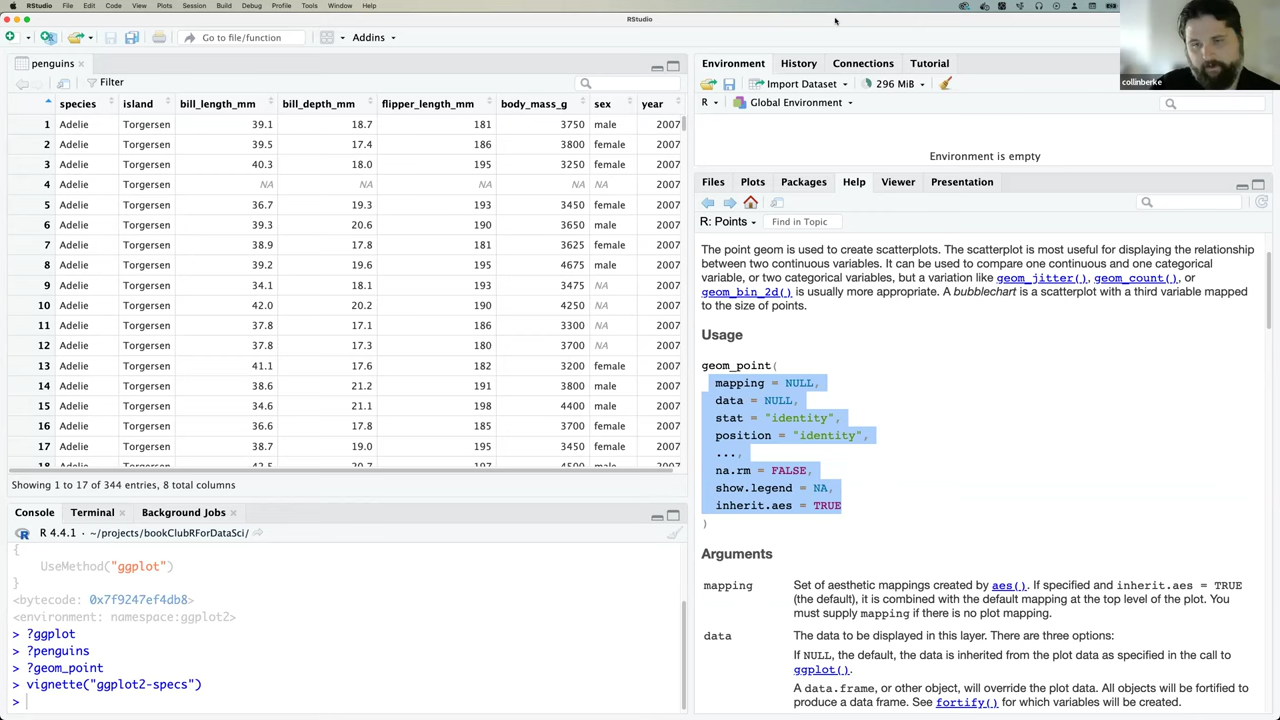 RStudio File Edit Code View Plots Session Build Debug Profile Tools Window Help
RStudio
Go to file/function Addins
collinberke
penguins
Filter
species island bill_length_mm bill_depth_mm flipper_length_mm body_mass_g sex year
1 Adelie Torgersen 39.1 18.7 181 3750 male 2007
2 Adelie Torgersen 39.5 17.4 186 3800 female 2007
3 Adelie Torgersen 40.3 18.0 195 3250 female 2007
4 Adelie Torgersen NA NA NA NA NA 2007
5 Adelie Torgersen 36.7 19.3 193 3450 female 2007
6 Adelie Torgersen 39.3 20.6 190 3650 male 2007
7 Adelie Torgersen 38.9 17.8 181 3625 female 2007
8 Adelie Torgersen 39.2 19.6 195 4675 male 2007
9 Adelie Torgersen 34.1 18.1 193 3475 NA 2007
10 Adelie Torgersen 42.0 20.2 190 4250 NA 2007
11 Adelie Torgersen 37.8 17.1 186 3300 NA 2007
12 Adelie Torgersen 37.8 17.3 180 3700 NA 2007
13 Adelie Torgersen 41.1 17.6 182 3200 female 2007
14 Adelie Torgersen 38.6 21.2 191 3800 male 2007
15 Adelie Torgersen 34.6 21.1 198 4400 male 2007
16 Adelie Torgersen 36.6 17.8 185 3700 female 2007
17 Adelie Torgersen 38.7 19.0 195 3450 female 2007
18 Adelie Torgersen 42.5 20.7 197 4500 male 2007
Showing 1 to 17 of 344 entries, 8 total columns
Console Terminal Background Jobs
R 4.4.1 · ~/projects/bookClubRForDataSci/
{
UseMethod("ggplot")
}
<bytecode: 0x7f9247ef4db8>
<environment: namespace:ggplot2>
> ?ggplot
> ?penguins
> ?geom_point
> vignette("ggplot2-specs")
>
Environment History Connections Tutorial
Import Dataset 296 MiB
R Global Environment
Environment is empty
Files Plots Packages Help Viewer Presentation
R: Points Find in Topic
The point geom is used to create scatterplots. The scatterplot is most useful for displaying the relationship
between two continuous variables. It can be used to compare one continuous and one categorical
variable, or two categorical variables, but a variation like geom_jitter(), geom_count(), or
geom_bin_2d() is usually more appropriate. A bubblechart is a scatterplot with a third variable mapped
to the size of points.
Usage
geom_point(
mapping = NULL,
data = NULL,
stat = "identity",
position = "identity",
...,
na.rm = FALSE,
show.legend = NA,
inherit.aes = TRUE
)
Arguments
mapping Set of aesthetic mappings created by aes(). If specified and inherit.aes = TRUE
(the default), it is combined with the default mapping at the top level of the plot. You
must supply mapping if there is no plot mapping.
data The data to be displayed in this layer. There are three options:
If NULL, the default, the data is inherited from the plot data as specified in the call to
ggplot().
A data.frame, or other object, will override the plot data. All objects will be fortified to
produce a data frame. See fortify() for which variables will be created.